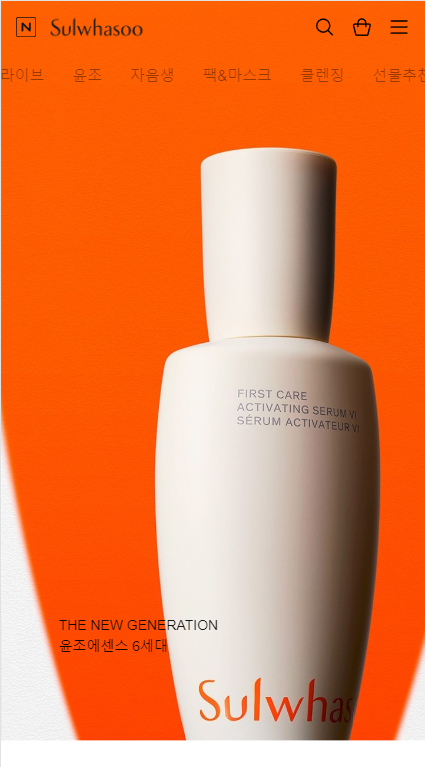 N Sulwhasoo
라이브 윤조 자음생 팩&마스크 클렌징 선물추천
FIRST CARE
ACTIVATING SERUM VI
SÉRUM ACTIVATEUR VI
THE NEW GENERATION
윤조에센스 6세대
Sulwhas